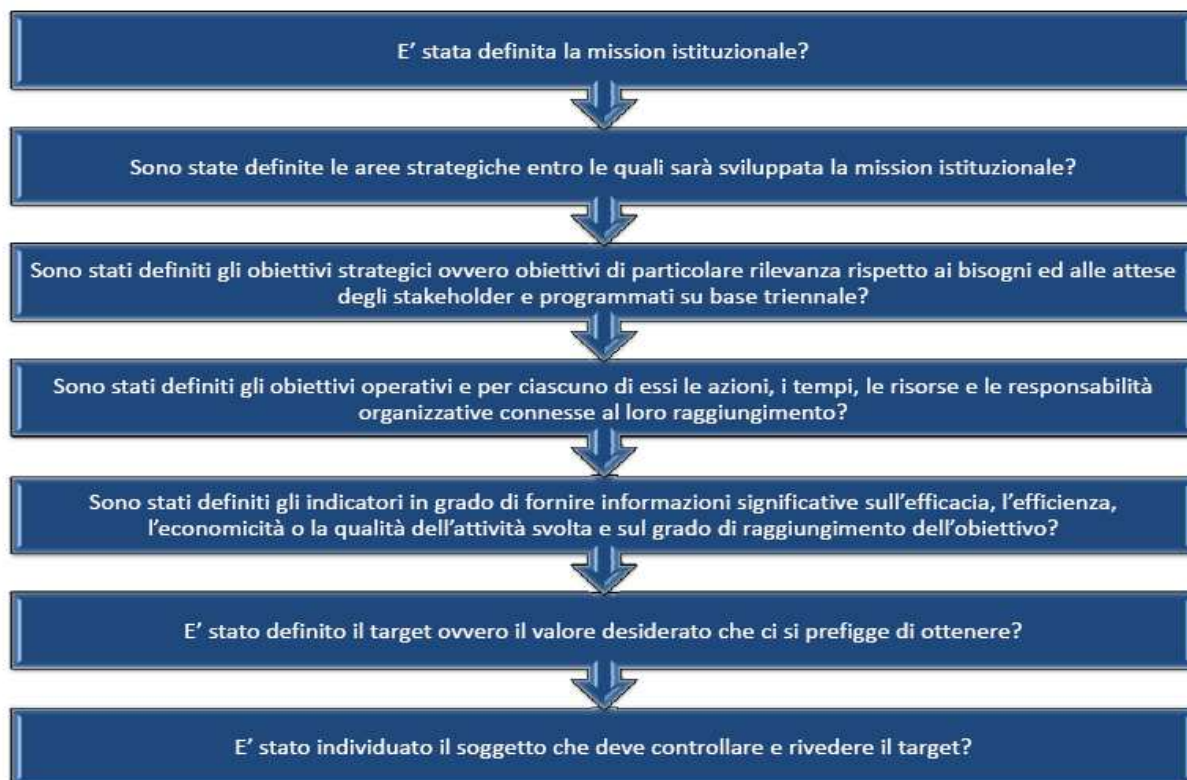 E’ stata definita la mission istituzionale?
Sono state definite le aree strategiche entro le quali sarà sviluppata la mission istituzionale?
Sono stati definiti gli obiettivi strategici ovvero obiettivi di particolare rilevanza rispetto ai bisogni ed alle attese
degli stakeholder e programmati su base triennale?
Sono stati definiti gli obiettivi operativi e per ciascuno di essi le azioni, i tempi, le risorse e le responsabilità
organizzative connesse al loro raggiungimento?
Sono stati definiti gli indicatori in grado di fornire informazioni significative sull’efficacia, l’efficienza,
l’economicità o la qualità dell’attività svolta e sul grado di raggiungimento dell’obiettivo?
E’ stato definito il target ovvero il valore desiderato che ci si prefigge di ottenere?
E’ stato individuato il soggetto che deve controllare e rivedere il target?